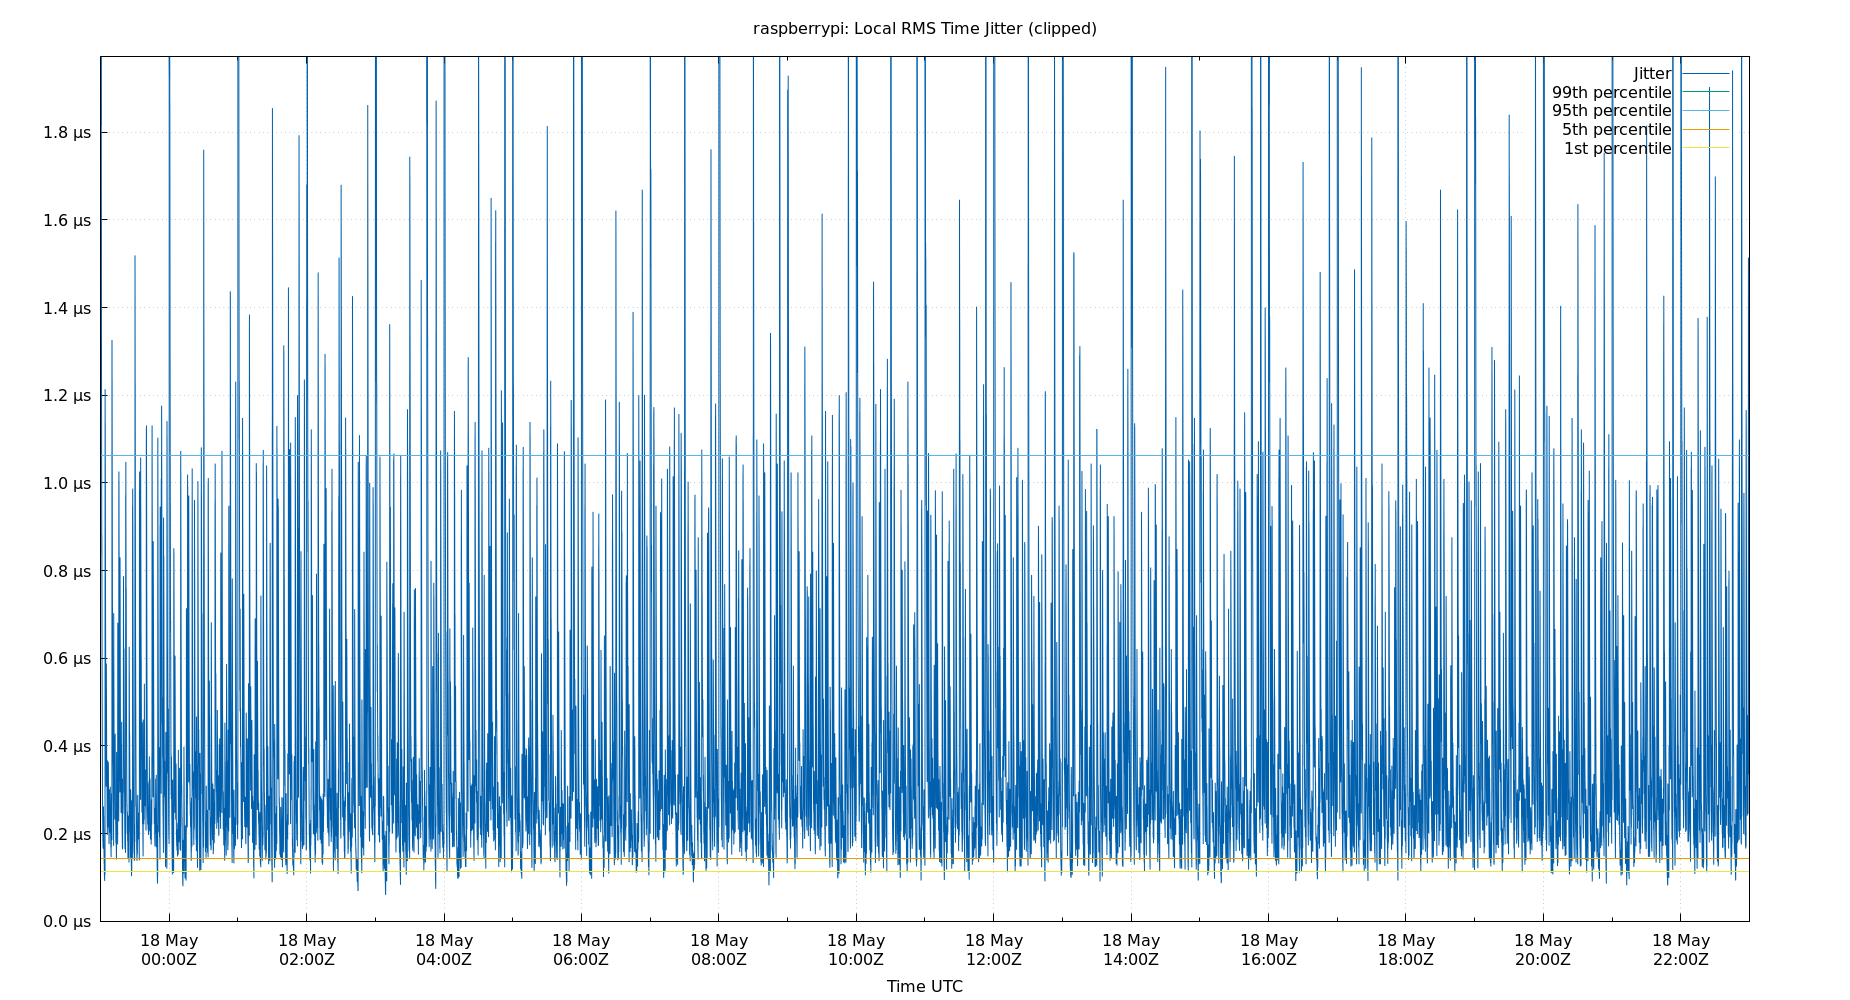 raspberrypi: Local RMS Time Jitter (clipped)
Jitter
99th percentile
95th percentile
5th percentile
1st percentile
1.8 μs
1.6 μs
1.4 μs
1.2 μs
1.0 μs
0.8 μs
0.6 μs
0.4 μs
0.2 μs
0.0 μs
18 May 18 May 18 May 18 May 18 May 18 May 18 May 18 May 18 May 18 May 18 May 18 May
00:00Z 02:00Z 04:00Z 06:00Z 08:00Z 10:00Z 12:00Z 14:00Z 16:00Z 18:00Z 20:00Z 22:00Z
Time UTC